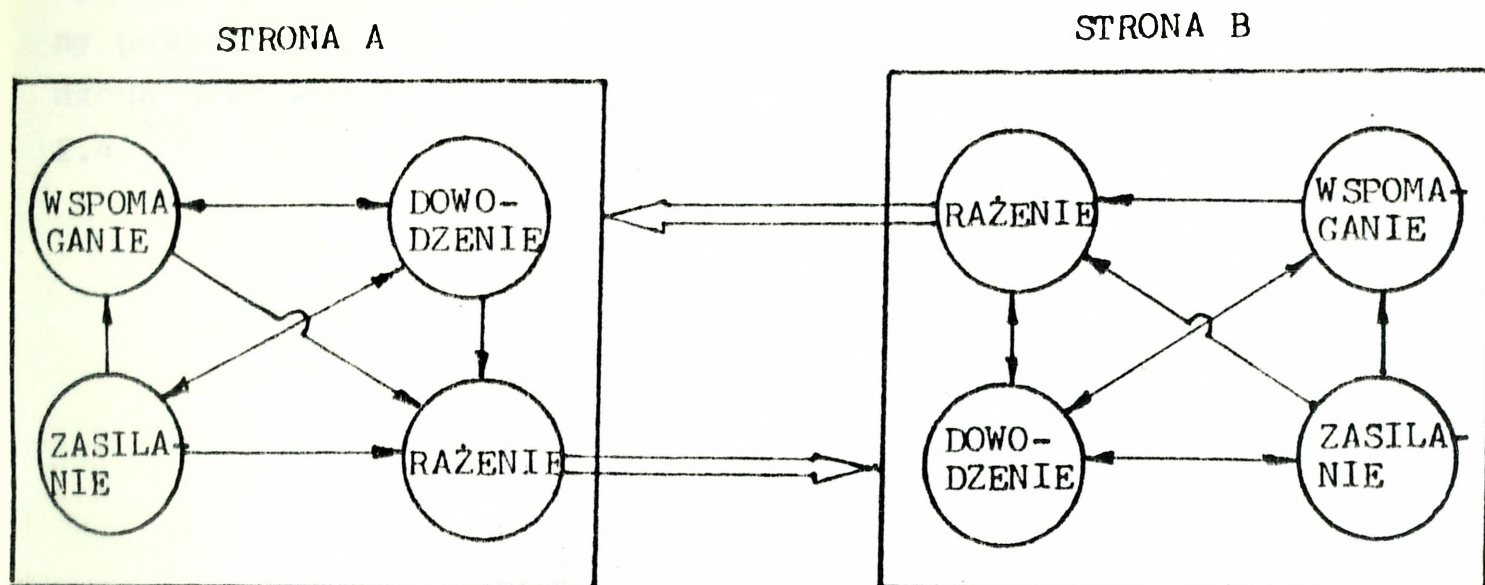 STRONA A
WSPOMA-
GANIE
DOWO-
DZENIE
ZASILA-
NIE
RAŻENIE
STRONA B
RAŻENIE
WSPOMA-
GANIE
DOWO-
DZENIE
ZASILA-
NIE